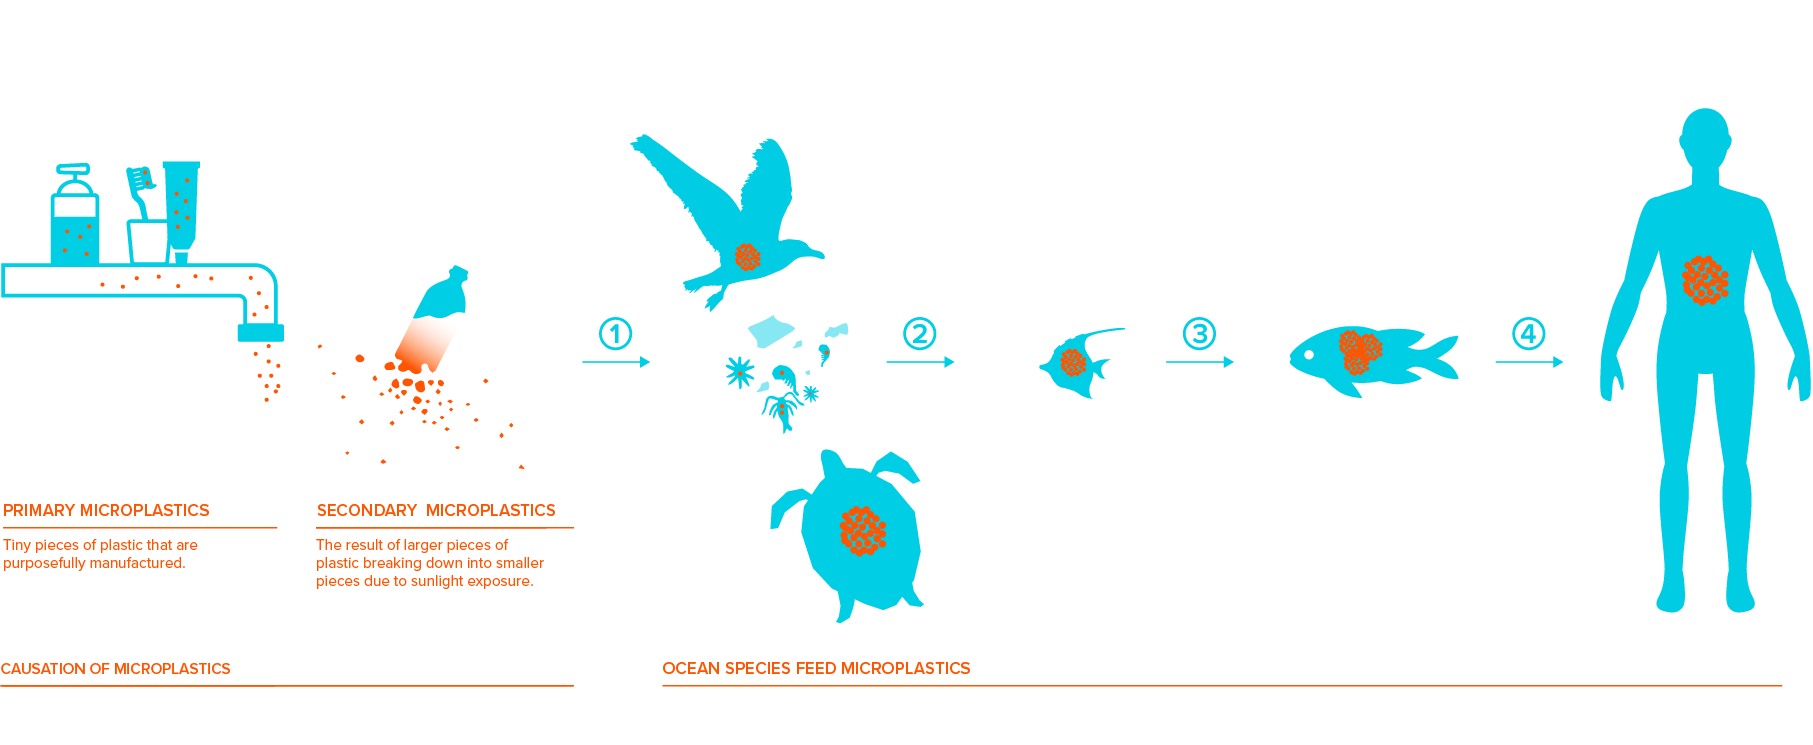 1
2
3
4
PRIMARY MICROPLASTICS
Tiny pieces of plastic that are
purposefully manufactured.
SECONDARY MICROPLASTICS
The result of larger pieces of
plastic breaking down into smaller
pieces due to sunlight exposure.
CAUSATION OF MICROPLASTICS
OCEAN SPECIES FEED MICROPLASTICS